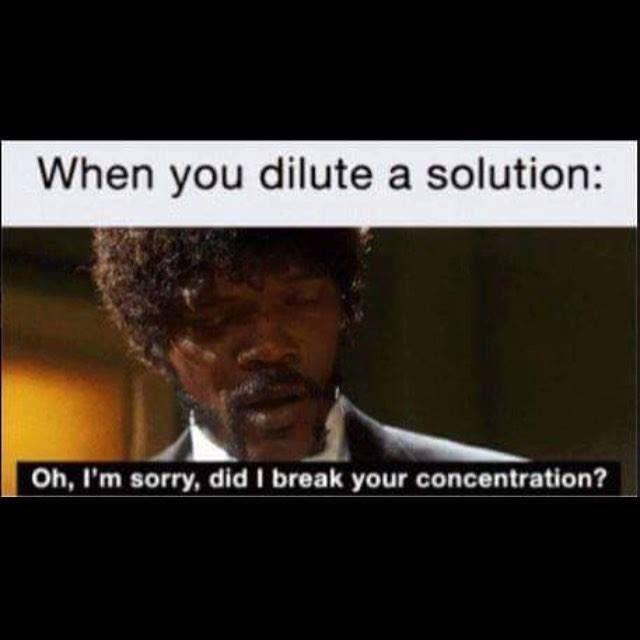 When you dilute a solution:
Oh, I'm sorry, did I break your concentration?